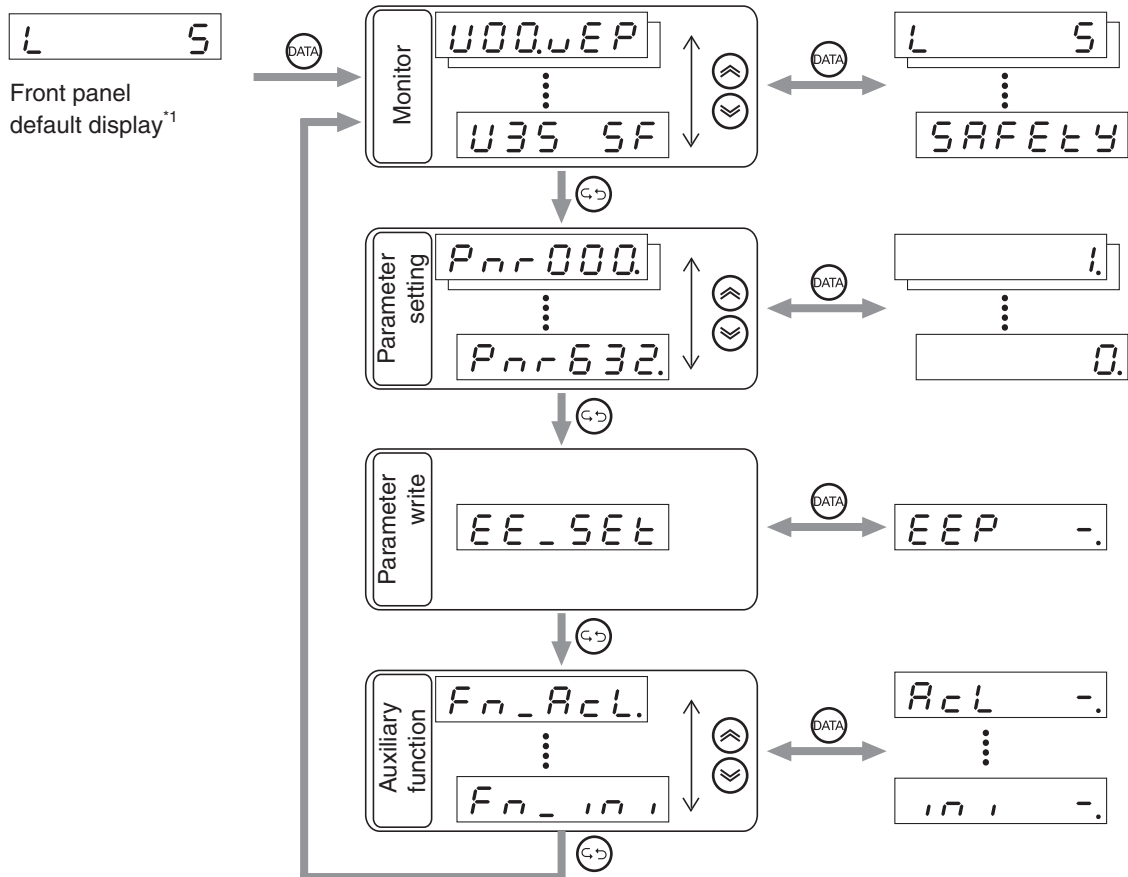 L S
DATA
Front panel
default display*1
Monitor
U00.uEP
U35 SF
DATA
L S
SAFEty
Parameter
setting
Pnr000.
Pnr632.
DATA
1.
0.
Parameter
write
EE_SEt
DATA
EEP -.
Auxiliary
function
Fn_AcL.
Fn_ini
DATA
AcL -.
ini -.